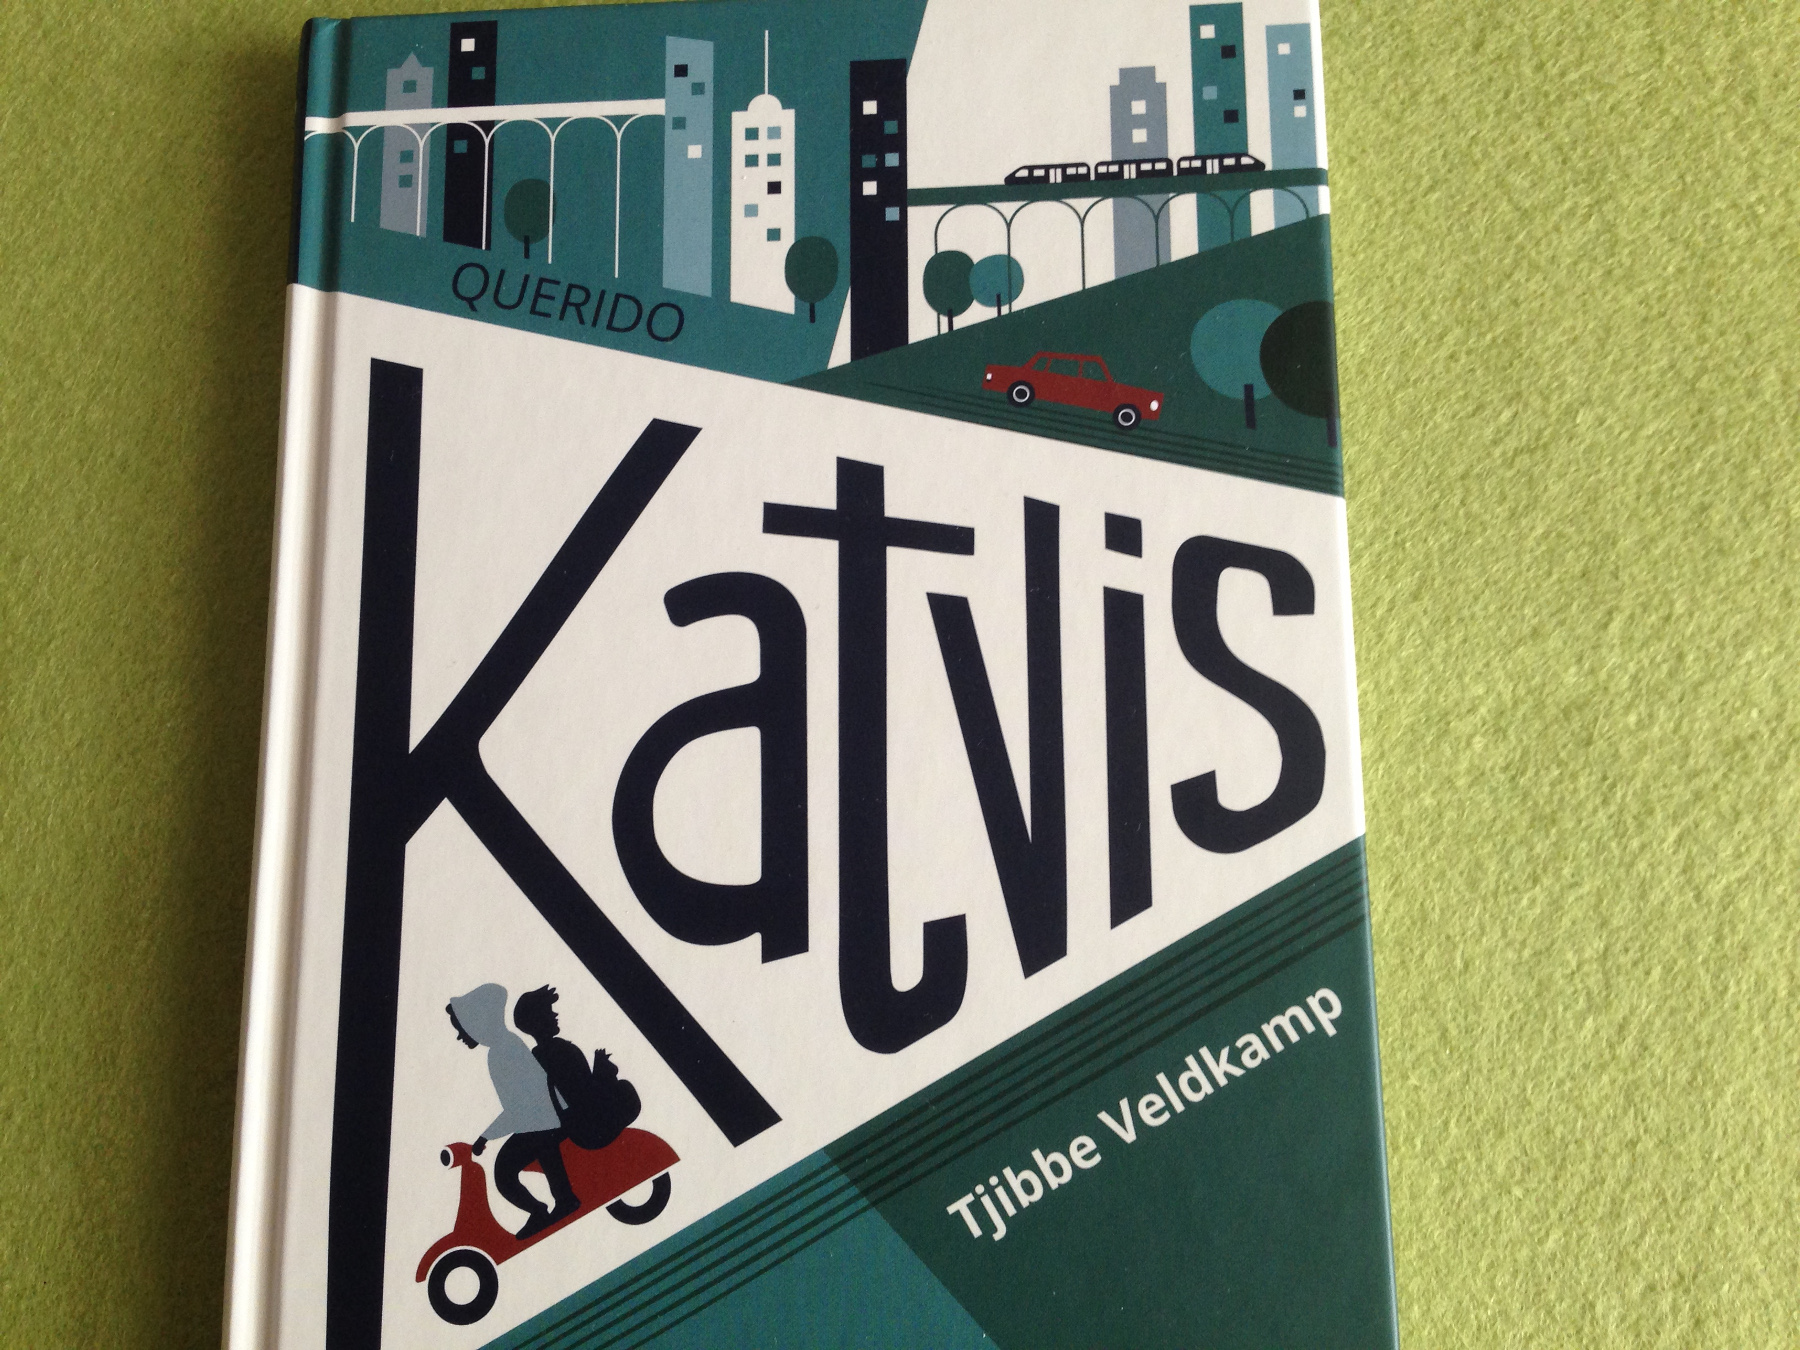 QUERIDO
Katvis
Tjibbe Veldkamp